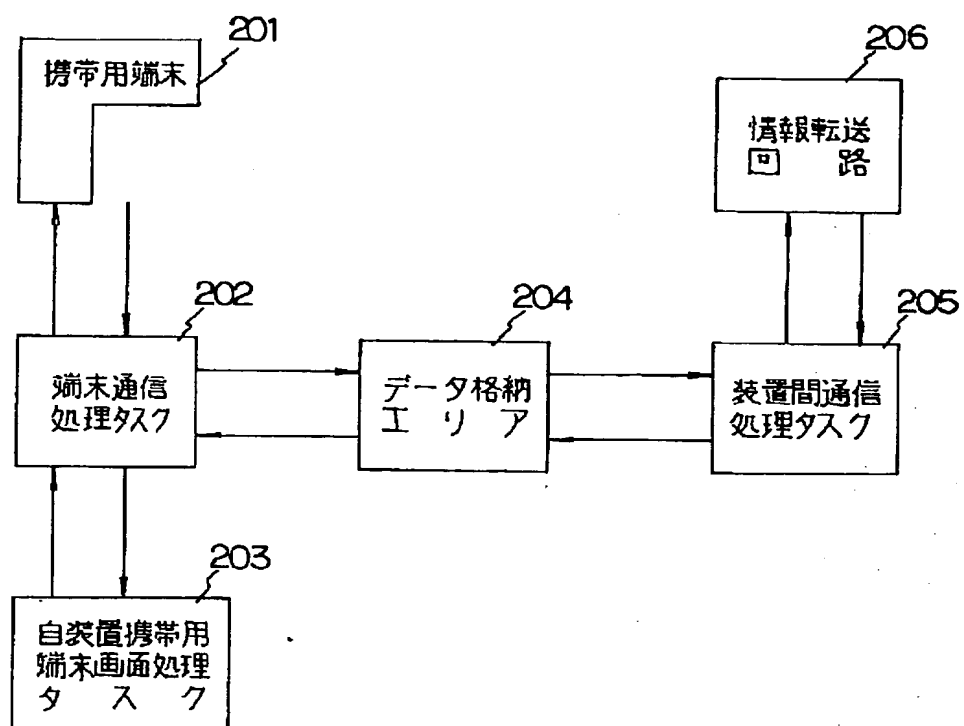 201
携帯用端末
206
情報転送
回路
202
端末通信
処理タスク
204
データ格納
エリア
205
装置間通信
処理タスク
203
自装置携帯用
端末画面処理
タスク